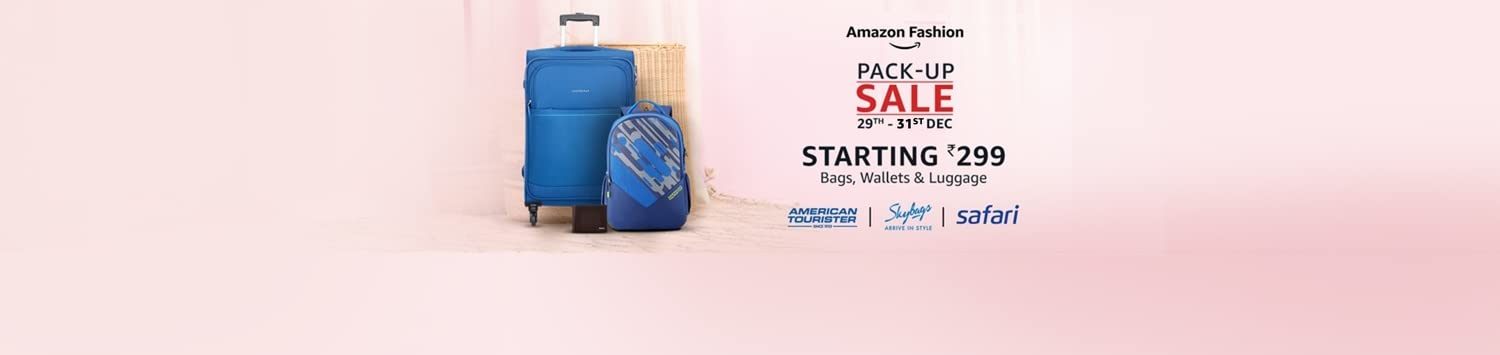 Amazon Fashion
PACK-UP
SALE
29TH - 31ST DEC
STARTING ₹299
Bags, Wallets & Luggage
AMERICAN TOURISTER | Skybags ARRIVE IN STYLE | safari